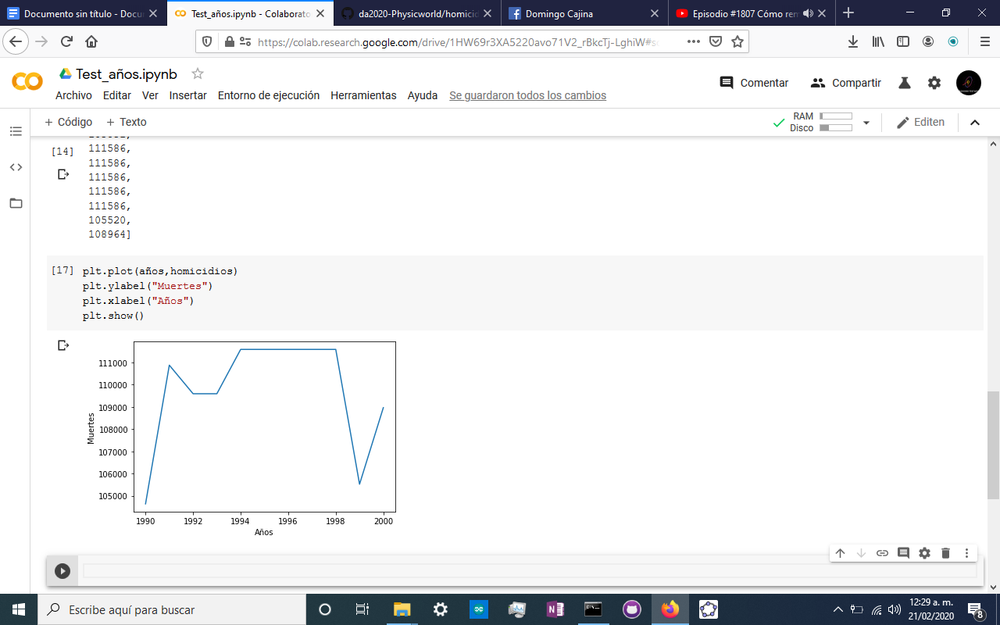 Documento sin título - Docu
Test_años.ipynb - Colaborato
da2020-Physicworld/homicid
Domingo Cajina
Episodio #1807 Cómo rem
https://colab.research.google.com/drive/1HW69r3XA5220avo71V2_rBkcTj-LghiW#sc
Test_años.ipynb
Comentar
Compartir
Archivo Editar Ver Insertar Entorno de ejecución Herramientas Ayuda Se guardaron todos los cambios
+ Código + Texto
RAM
Disco
Editen
[14]
111586,
111586,
111586,
111586,
111586,
105520,
108964]
[17] plt.plot(años,homicidios)
plt.ylabel("Muertes")
plt.xlabel("Años")
plt.show()
111000
110000
109000
108000
107000
106000
105000
Muertes
1990 1992 1994 1996 1998 2000
Años
Escribe aquí para buscar
12:29 a. m.
21/02/2020
8